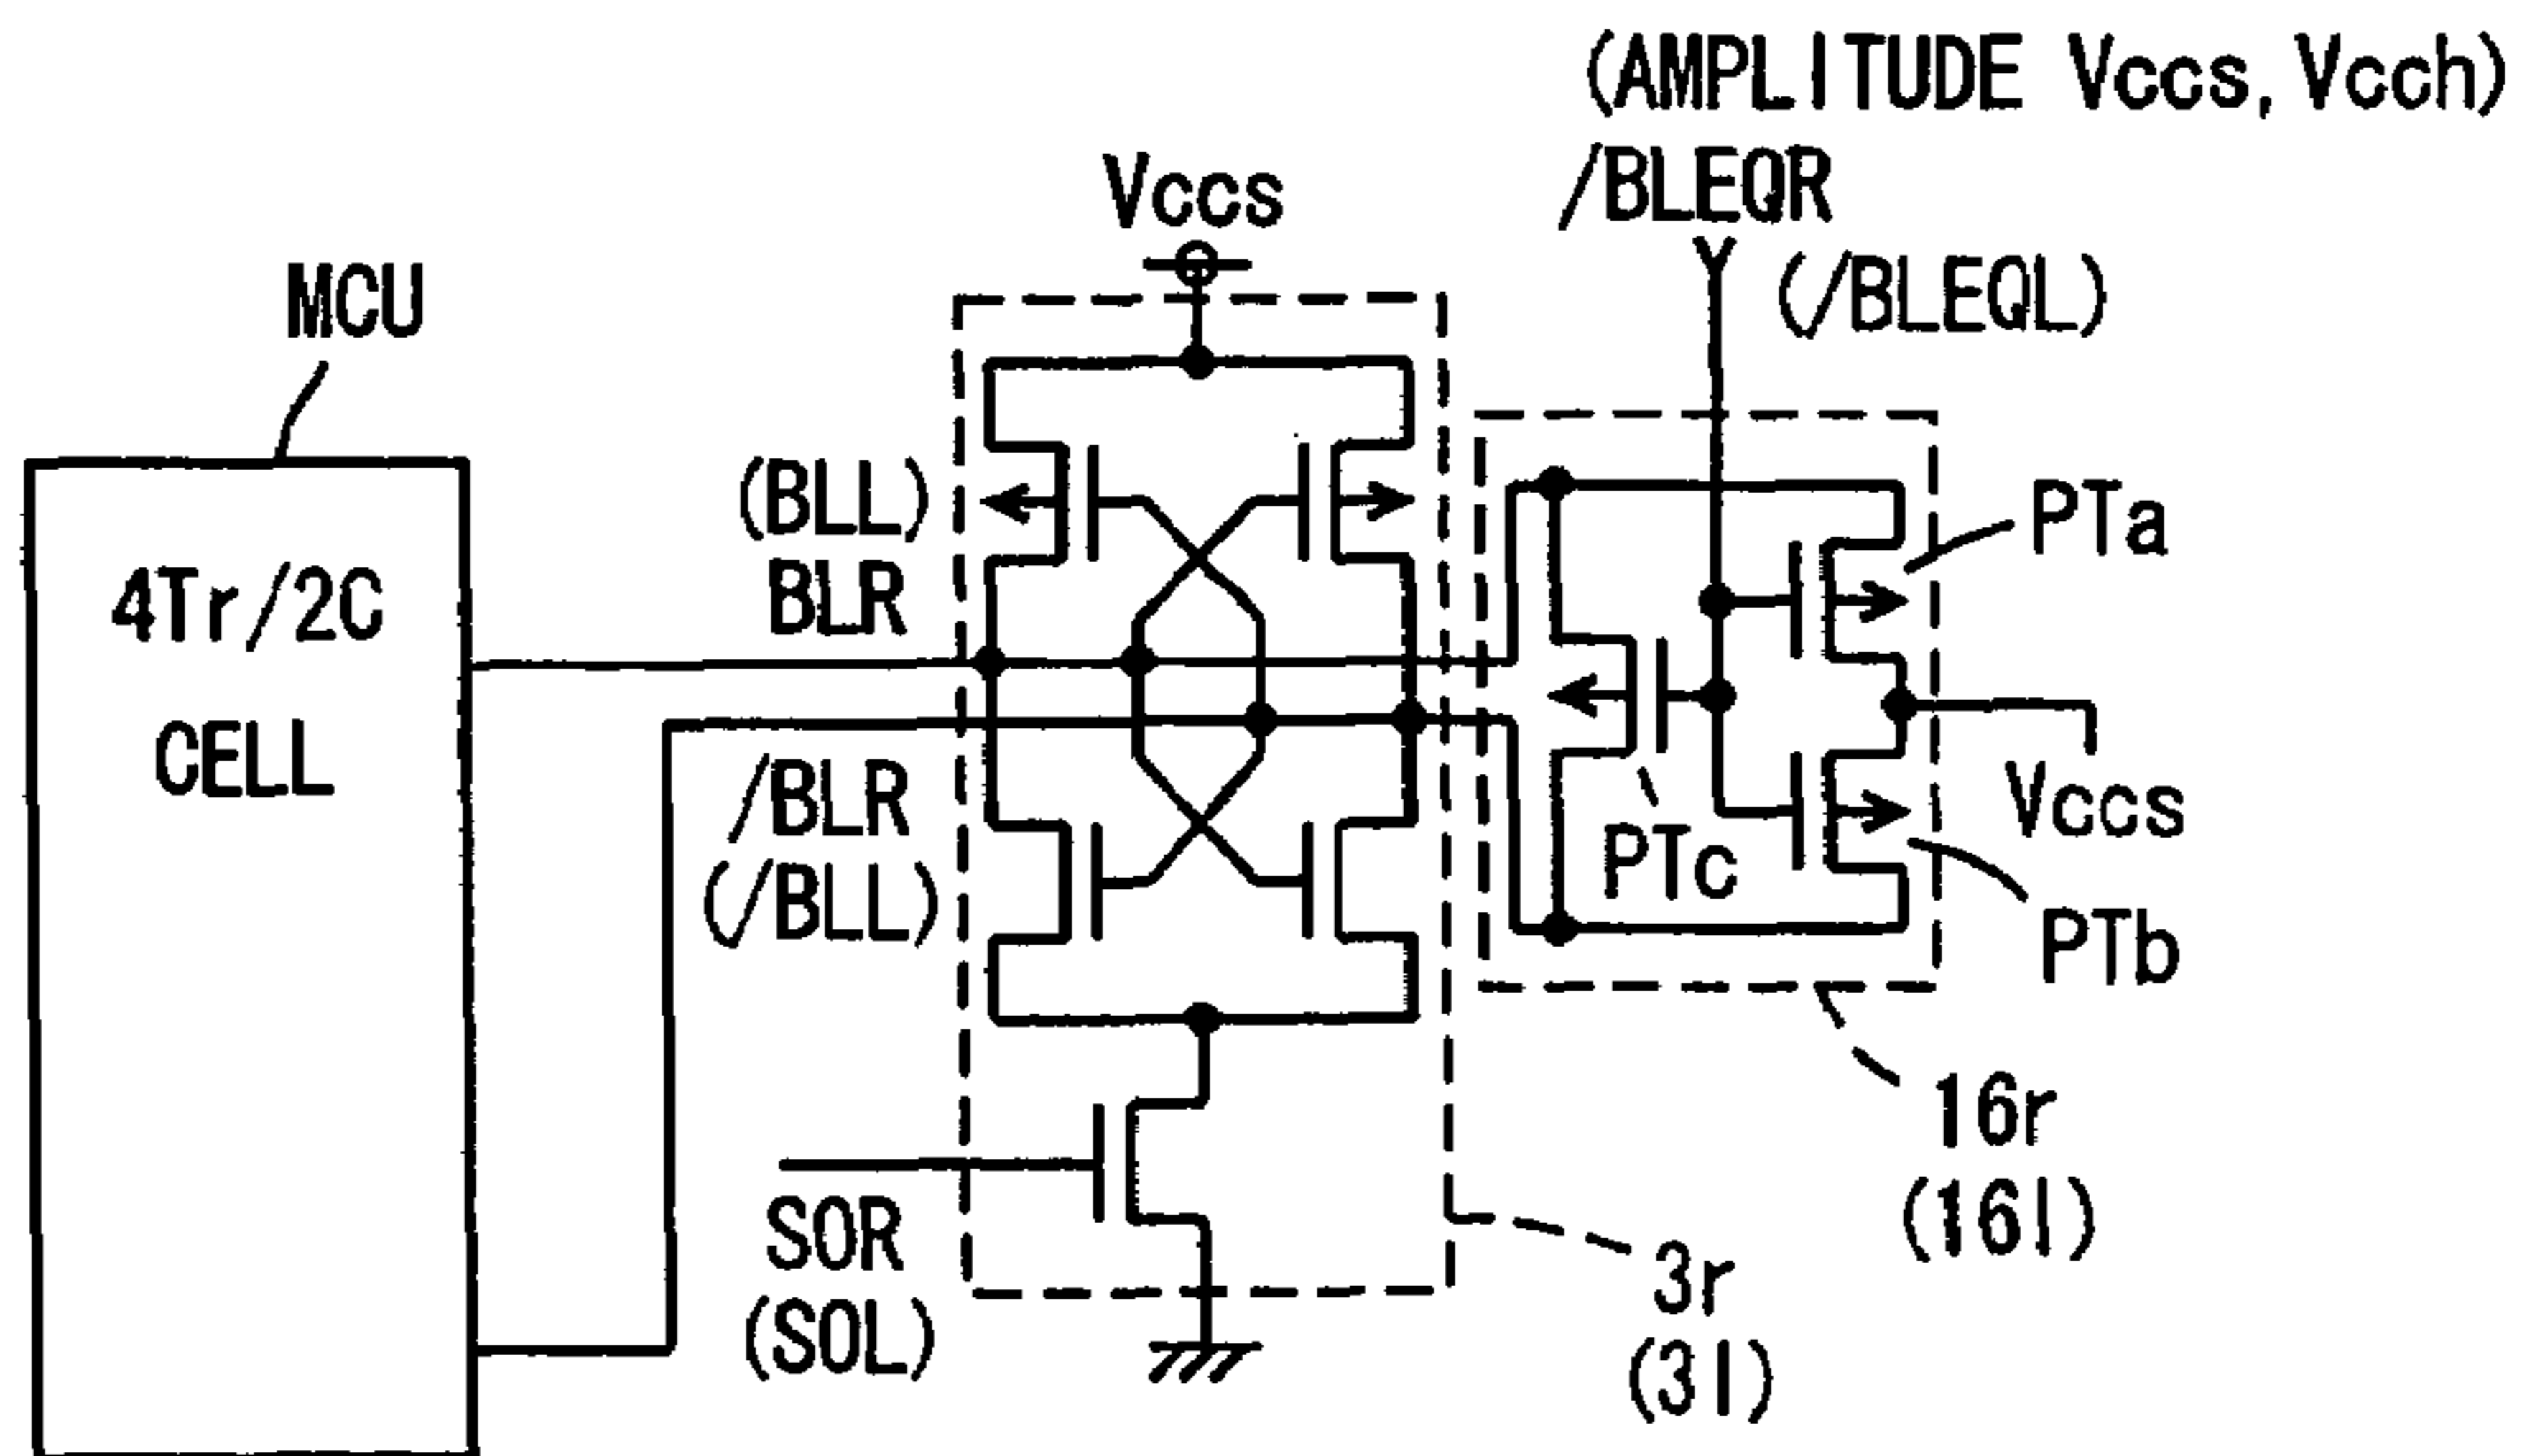 (AMPLITUDE Vccs, Vcch)
/BLEQR
(/BLEQL)
Vccs
MCU
4Tr/2C
CELL
(BLL)
BLR
/BLR
(/BLL)
PTa
PTc
Vccs
PTb
16r
(16l)
SOR
(SOL)
3r
(3l)